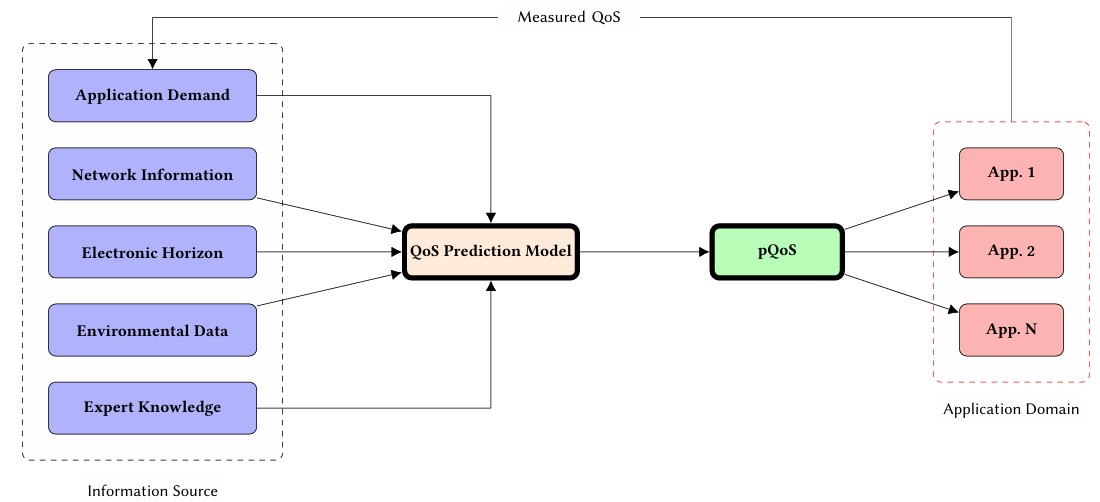 Measured QoS
Application Demand
Network Information
Electronic Horizon
Environmental Data
Expert Knowledge
Information Source
QoS Prediction Model
pQoS
App. 1
App. 2
App. N
Application Domain